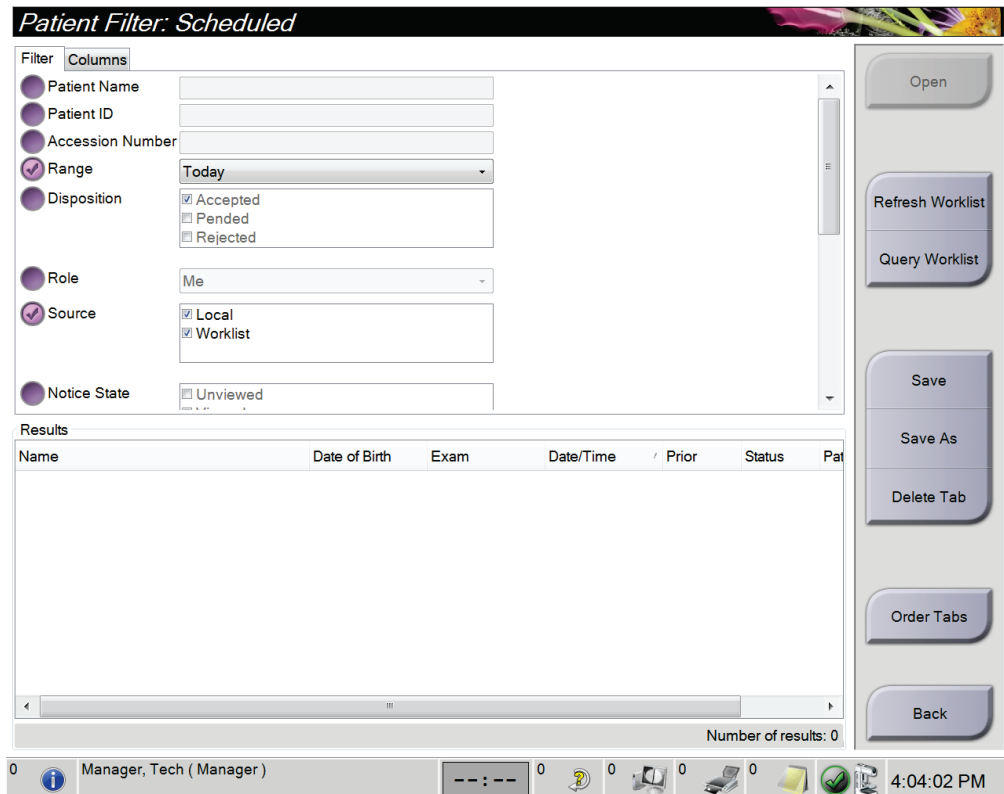 Patient Filter: Scheduled
Filter Columns
Patient Name
Patient ID
Accession Number
Range Today
Disposition Accepted
Pended
Rejected
Role Me
Source Local
Worklist
Notice State Unviewed
Results
Name Date of Birth Exam Date/Time Prior Status Pat
Number of results: 0
Open
Refresh Worklist
Query Worklist
Save
Save As
Delete Tab
Order Tabs
Back
0 Manager, Tech ( Manager ) --:-- 0 0 0 0 4:04:02 PM